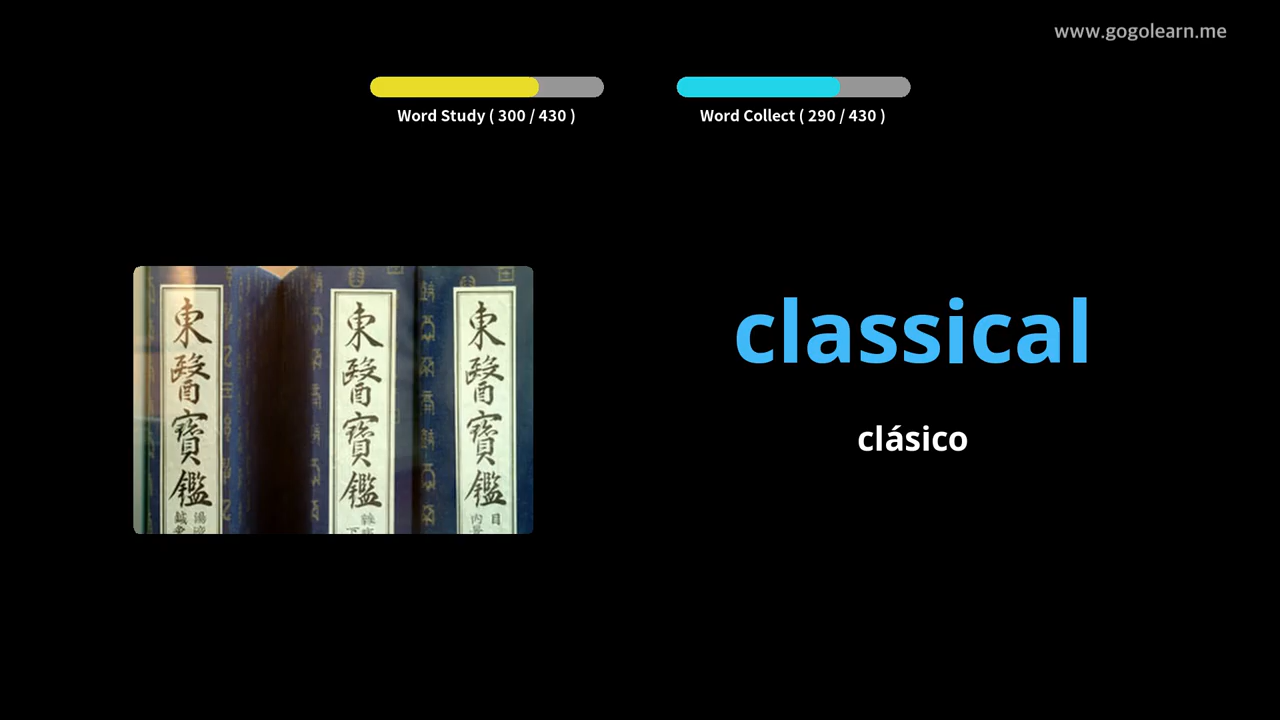 www.gogolearn.me
Word Study ( 300 / 430 )
Word Collect ( 290 / 430 )
東醫寶鑑
東醫寶鑑
東醫寶鑑
classical
clásico